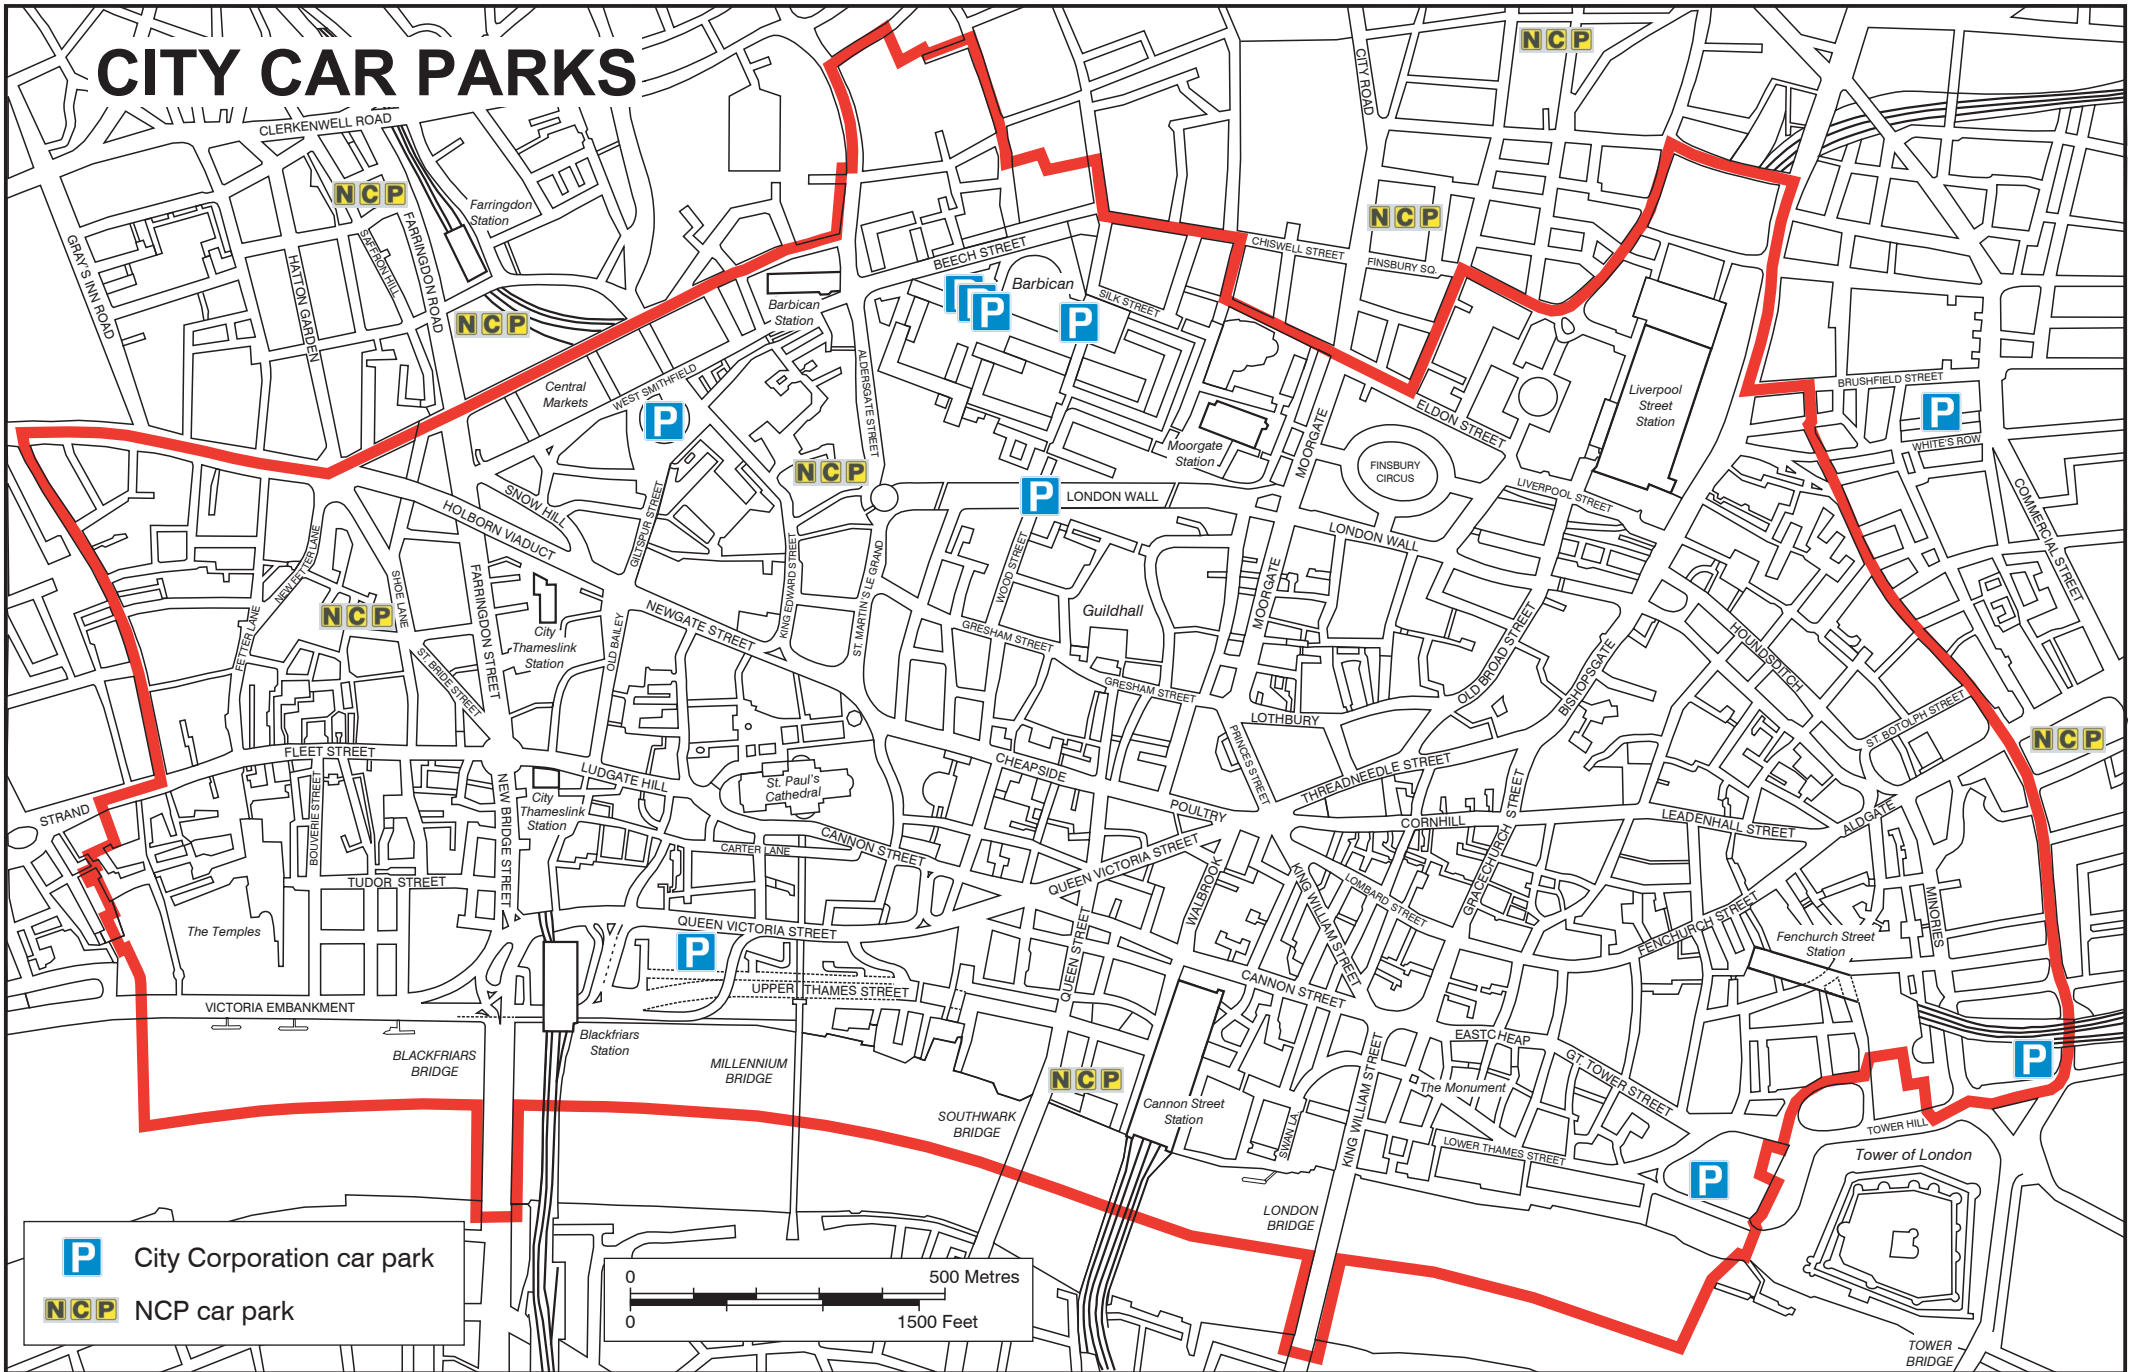 CITY CAR PARKS
NCP
CITY ROAD
CLERKENWELL ROAD
NCP
Farringdon
Station
NCP
GRAY'S INN ROAD
HATTON GARDEN
SAFFRON HILL
FARRINGDON ROAD
NCP
CHISWELL STREET
FINSBURY SQ.
BEECH STREET
Barbican
P
P
SILK STREET
Barbican
Station
ALDERSGATE STREET
Central
Markets
WEST SMITHFIELD
P
NCP
Moorgate
Station
MOORGATE
ELDON STREET
FINSBURY
CIRCUS
Liverpool
Street
Station
BRUSHFIELD STREET
P
WHITE'S ROW
COMMERCIAL STREET
LIVERPOOL STREET
P
LONDON WALL
LONDON WALL
SNOW HILL
HOLBORN VIADUCT
GILTSPUR STREET
NEW FETTER LANE
FETTER LANE
NCP
SHOE LANE
FARRINGDON STREET
ST. BRIDE STREET
City
Thameslink
Station
OLD BAILEY
NEWGATE STREET
KING EDWARD STREET
ST. MARTIN'S LE GRAND
WOOD STREET
GRESHAM STREET
Guildhall
GRESHAM STREET
MOORGATE
LOTHBURY
PRINCES STREET
OLD BROAD STREET
BISHOPSGATE
HOUNDSDITCH
ST. BOTOLPH STREET
NCP
FLEET STREET
STRAND
BOUVERIE STREET
NEW BRIDGE STREET
LUDGATE HILL
City
Thameslink
Station
St. Paul's
Cathedral
CHEAPSIDE
POULTRY
THREADNEEDLE STREET
CORNHILL
LEADENHALL STREET
ALDGATE
CANNON STREET
CARTER LANE
QUEEN VICTORIA STREET
WALBROOK
KING WILLIAM STREET
LOMBARD STREET
GRACECHURCH STREET
FENCHURCH STREET
MINORIES
Fenchurch Street
Station
TUDOR STREET
The Temples
QUEEN VICTORIA STREET
P
UPPER THAMES STREET
QUEEN STREET
CANNON STREET
VICTORIA EMBANKMENT
Blackfriars
Station
BLACKFRIARS
BRIDGE
MILLENNIUM
BRIDGE
SOUTHWARK
BRIDGE
NCP
Cannon Street
Station
SWAN LA.
KING WILLIAM STREET
EASTCHEAP
The Monument
GT. TOWER STREET
LOWER THAMES STREET
P
P
TOWER HILL
Tower of London
LONDON
BRIDGE
TOWER
BRIDGE
P City Corporation car park
NCP NCP car park
0 500 Metres
0 1500 Feet